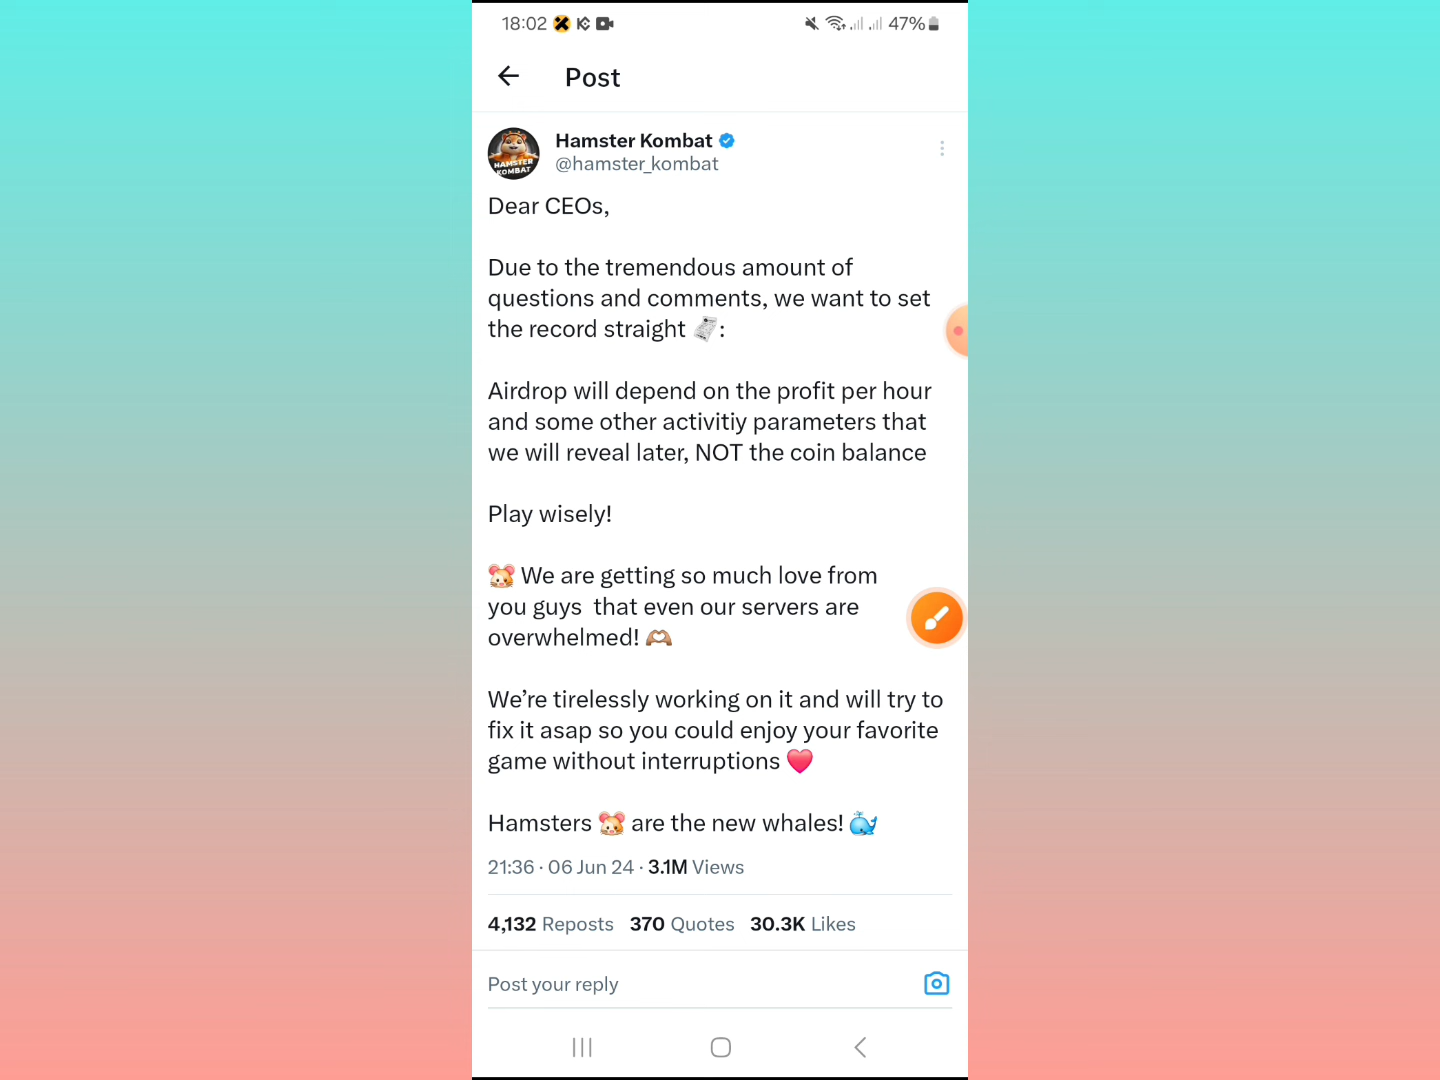 18:02 47%
Post
Hamster Kombat
@hamster_kombat
HAMSTER
KOMBAT
Dear CEOs,
Due to the tremendous amount of
questions and comments, we want to set
the record straight 🗞️:
Airdrop will depend on the profit per hour
and some other activitiy parameters that
we will reveal later, NOT the coin balance
Play wisely!
🐹 We are getting so much love from
you guys  that even our servers are
overwhelmed! 🫶🏽
We’re tirelessly working on it and will try to
fix it asap so you could enjoy your favorite
game without interruptions ❤️
Hamsters 🐹 are the new whales! 🐳
21:36 · 06 Jun 24 · 3.1M Views
4,132 Reposts 370 Quotes 30.3K Likes
Post your reply